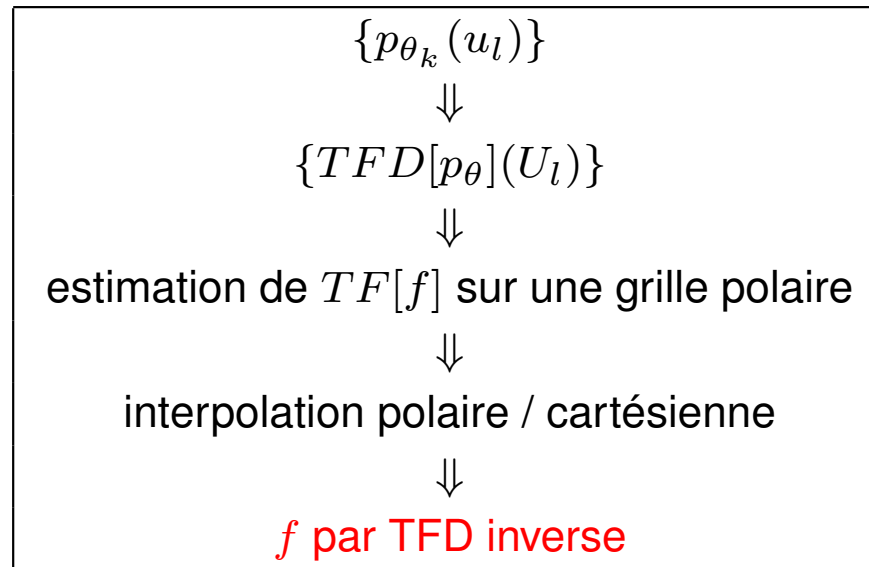 {p_{θ_k}(u_l)}
⇓
{TFD[p_θ](U_l)}
⇓
estimation de TF[f] sur une grille polaire
⇓
interpolation polaire / cartésienne
⇓
f par TFD inverse